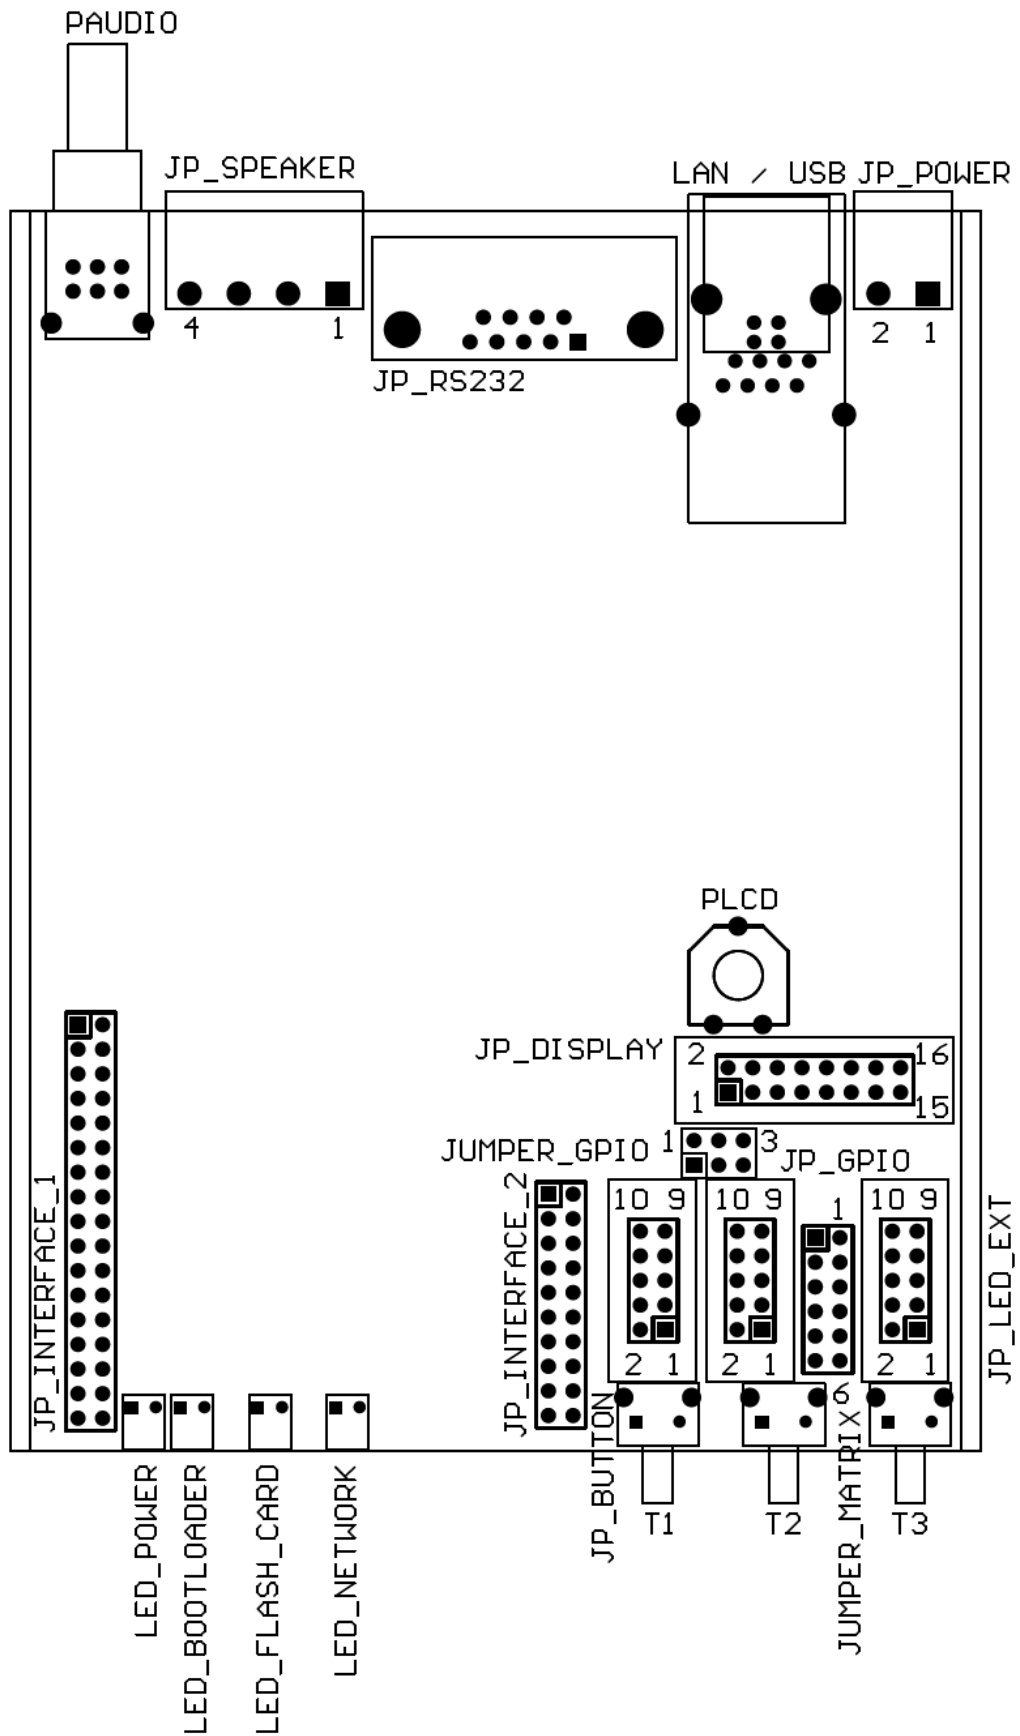 PAUDIO
JP_SPEAKER
LAN / USB
JP_POWER
4 1
2 1
JP_RS232
PLCD
JP_DISPLAY
2 16
1 15
JUMPER_GPIO
1 3
JP_GPIO
JP_INTERFACE_1
JP_INTERFACE_2
10 9
10 9
1
10 9
2 1
2 1
2 1
6
JP_LED_EXT
JP_BUTTON
JUMPER_MATRIX
T1
T2
T3
LED_POWER
LED_BOOTLOADER
LED_FLASH_CARD
LED_NETWORK